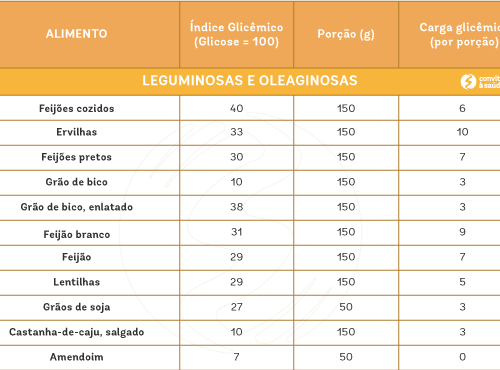 ALIMENTO Índice Glicêmico (Glicose = 100) Porção (g) Carga glicêmi (por porção)
LEGUMINOSAS E OLEAGINOSAS convit à saúd
Feijões cozidos 40 150 6
Ervilhas 33 150 10
Feijões pretos 30 150 7
Grão de bico 10 150 3
Grão de bico, enlatado 38 150 3
Feijão branco 31 150 9
Feijão 29 150 7
Lentilhas 29 150 5
Grãos de soja 27 50 3
Castanha-de-caju, salgado 10 150 3
Amendoim 7 50 0